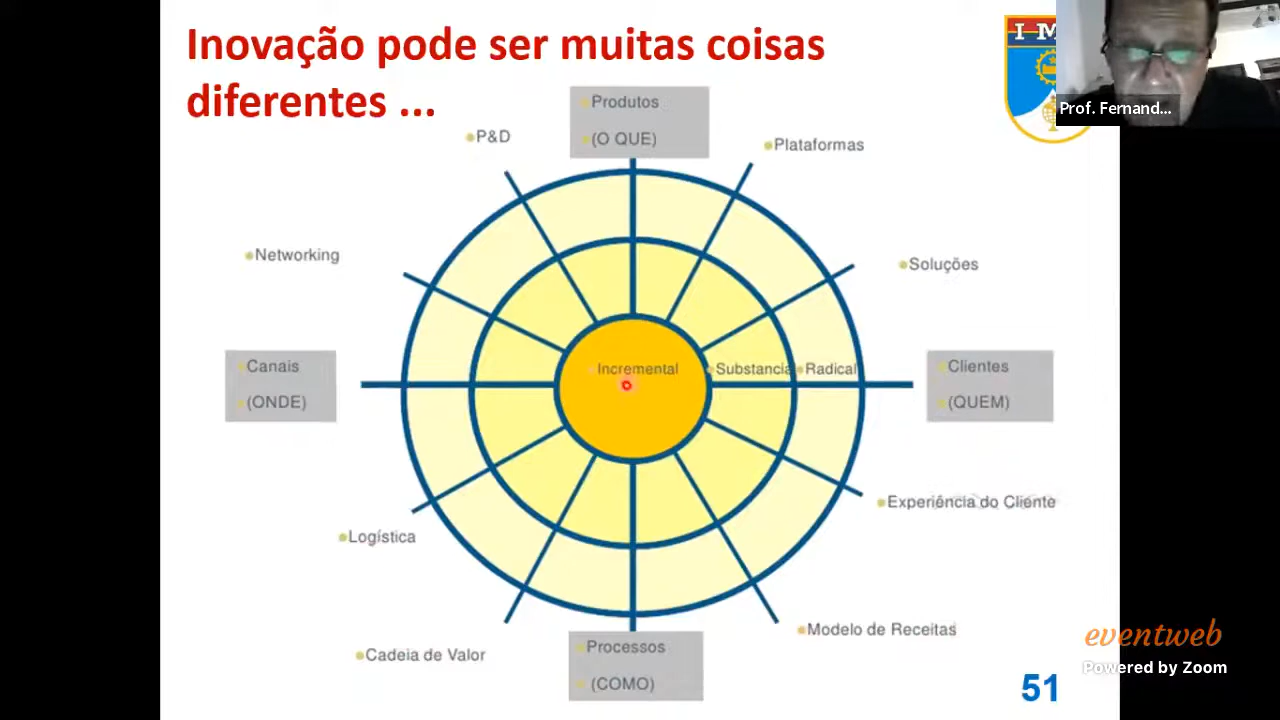 Inovação pode ser muitas coisas
diferentes ...
I M
Prof. Fernand...
Produtos
(O QUE)
P&D
Plataformas
Networking
Soluções
Canais
(ONDE)
Incremental
Substancial
Radical
Clientes
(QUEM)
Experiência do Cliente
Logística
Modelo de Receitas
Cadeia de Valor
Processos
(COMO)
eventweb
Powered by Zoom
51